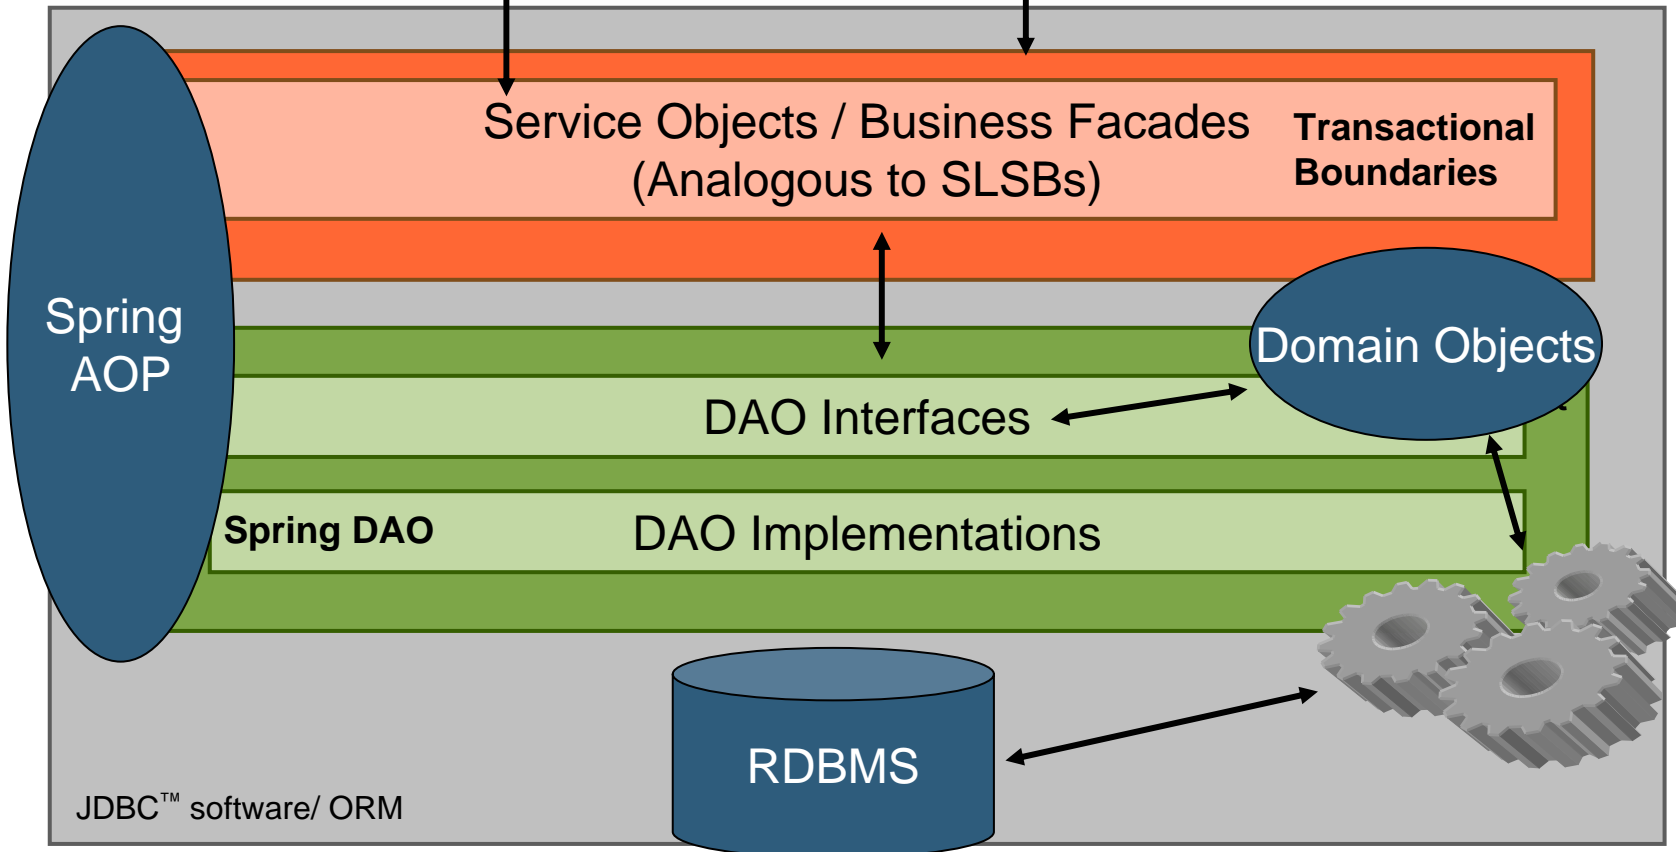 Service Objects / Business Facades
(Analogous to SLSBs)
Transactional
Boundaries
Spring
AOP
Domain Objects
DAO Interfaces
Spring DAO
DAO Implementations
RDBMS
JDBC™ software/ ORM